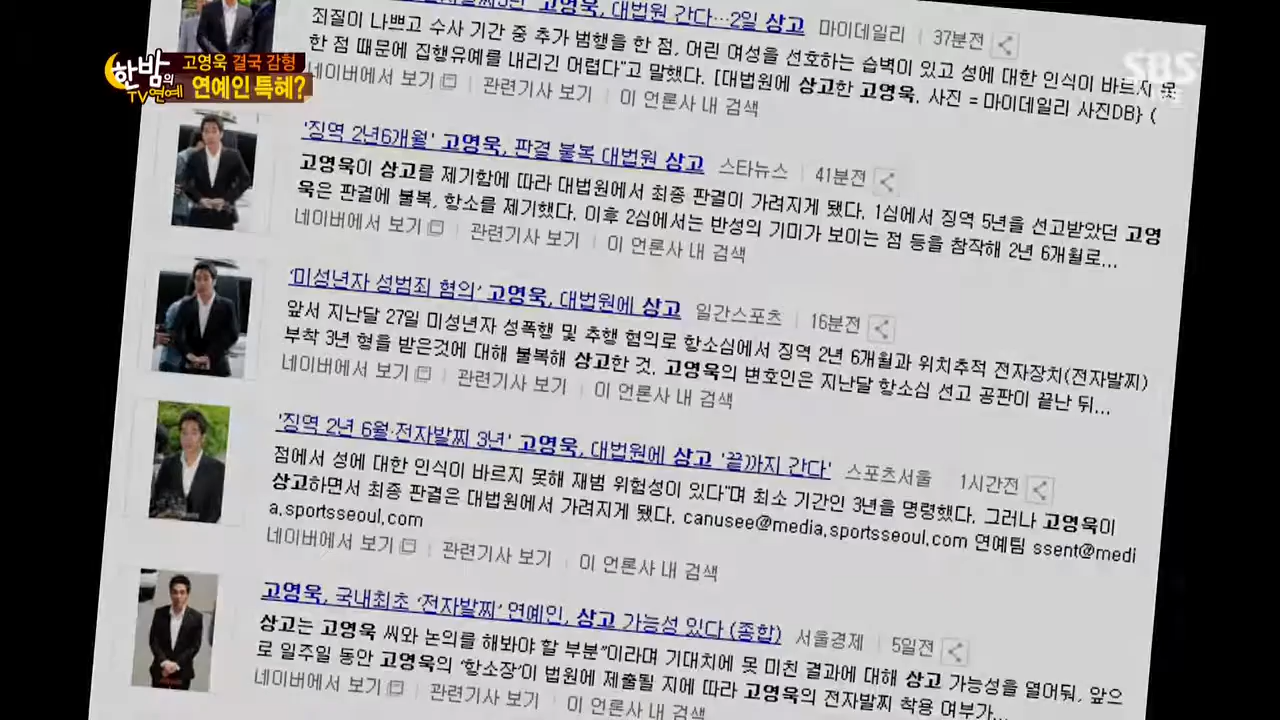 고영욱 결국 감형
한밤의 TV연예
연예인 특혜?
SBS
고영욱, 대법원 간다…2일 상고 마이데일리 37분전
죄질이 나쁘고 수사 기간 중 추가 범행을 한 점, 어린 여성을 선호하는 습벽이 있고 성에 대한 인식이 바르지 못
한 점 때문에 집행유예를 내리긴 어렵다"고 말했다. [대법원에 상고한 고영욱. 사진 = 마이데일리 사진DB] (
네이버에서 보기 관련기사 보기 이 언론사 내 검색
'징역 2년6개월' 고영욱, 판결 불복 대법원 상고 스타뉴스 41분전
고영욱이 상고를 제기함에 따라 대법원에서 최종 판결이 가려지게 됐다. 1심에서 징역 5년을 선고받았던 고영
욱은 판결에 불복, 항소를 제기했다. 이후 2심에서는 반성의 기미가 보이는 점 등을 참작해 2년 6개월로...
네이버에서 보기 관련기사 보기 이 언론사 내 검색
'미성년자 성범죄 혐의' 고영욱, 대법원에 상고 일간스포츠 16분전
앞서 지난달 27일 미성년자 성폭행 및 추행 혐의로 항소심에서 징역 2년 6개월과 위치추적 전자장치(전자발찌)
부착 3년 형을 받은것에 대해 불복해 상고한 것. 고영욱의 변호인은 지난달 항소심 선고 공판이 끝난 뒤...
네이버에서 보기 관련기사 보기 이 언론사 내 검색
'징역 2년 6월·전자발찌 3년' 고영욱, 대법원에 상고 '끝까지 간다' 스포츠서울 1시간전
점에서 성에 대한 인식이 바르지 못해 재범 위험성이 있다"며 최소 기간인 3년을 명령했다. 그러나 고영욱이
상고하면서 최종 판결은 대법원에서 가려지게 됐다. canusee@media.sportsseoul.com 연예팀 ssent@medi
a.sportsseoul.com
네이버에서 보기 관련기사 보기 이 언론사 내 검색
고영욱, 국내최초 '전자발찌' 연예인, 상고 가능성 있다 (종합) 서울경제 5일전
상고는 고영욱 씨와 논의를 해봐야 할 부분"이라며 기대치에 못 미친 결과에 대해 상고 가능성을 열어둬. 앞으
로 일주일 동안 고영욱의 '항소장'이 법원에 제출될 지에 따라 고영욱의 전자발찌 착용 여부가...
네이버에서 보기 관련기사 보기 이 언론사 내 검색